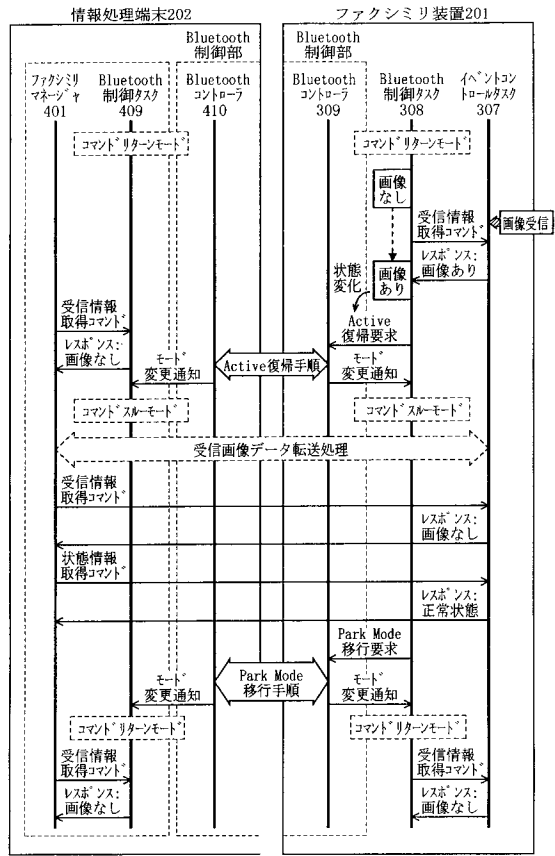 情報処理端末202
ファクシミリ装置201
Bluetooth
制御部
Bluetooth
制御部
ファクシミリ
マネージャ
401
Bluetooth
制御タスク
409
Bluetooth
コントローラ
410
Bluetooth
コントローラ
309
Bluetooth
制御タスク
308
イベントコン
トロールタスク
307
コマンドリターンモード
コマンドリターンモード
画像
なし
画像受信
受信情報
取得コマンド
レスポンス:
画像あり
画像
あり
状態
変化
受信情報
取得コマンド
Active
復帰要求
レスポンス:
画像なし
モード
変更通知
Active復帰手順
モード
変更通知
コマンドスルーモード
コマンドスルーモード
受信画像データ転送処理
受信情報
取得コマンド
レスポンス:
画像なし
状態情報
取得コマンド
レスポンス:
正常状態
Park Mode
移行要求
Park Mode
移行手順
モード
変更通知
モード
変更通知
コマンドリターンモード
コマンドリターンモード
受信情報
取得コマンド
受信情報
取得コマンド
レスポンス:
画像なし
レスポンス:
画像なし